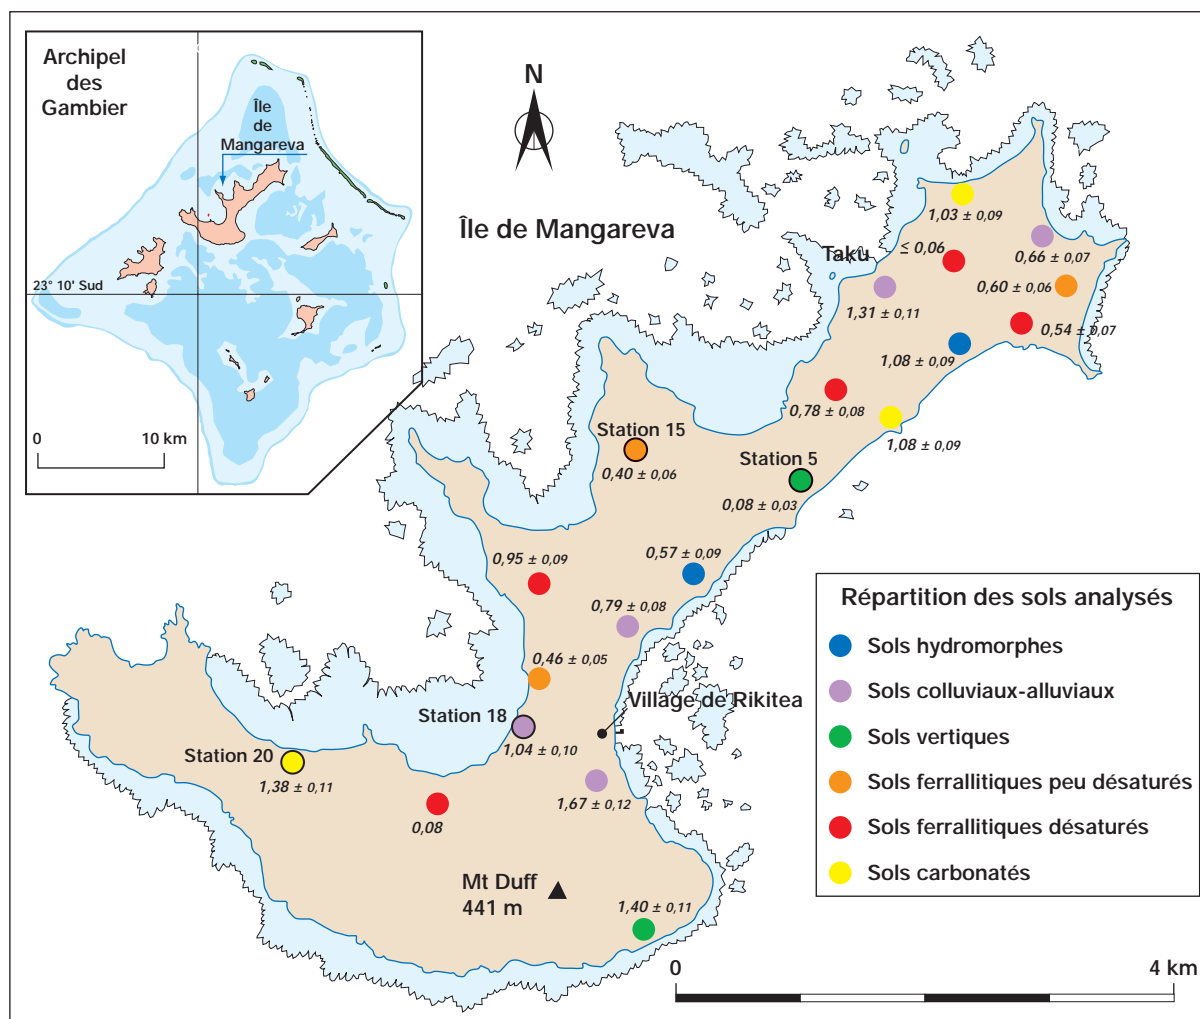 Archipel
des
Gambier
Île
de
Mangareva
23° 10' Sud
0 10 km
N
Île de Mangareva
1,03 ± 0,09
Taku
≤ 0,06
0,66 ± 0,07
0,60 ± 0,06
1,31 ± 0,11
0,54 ± 0,07
1,08 ± 0,09
0,78 ± 0,08
1,08 ± 0,09
Station 15
0,40 ± 0,06
Station 5
0,08 ± 0,03
0,95 ± 0,09
0,57 ± 0,09
0,79 ± 0,08
0,46 ± 0,05
Village de Rikitea
Station 18
1,04 ± 0,10
Station 20
1,38 ± 0,11
1,67 ± 0,12
0,08
Mt Duff
441 m
1,40 ± 0,11
Répartition des sols analysés
Sols hydromorphes
Sols colluviaux-alluviaux
Sols vertiques
Sols ferrallitiques peu désaturés
Sols ferrallitiques désaturés
Sols carbonatés
0 4 km